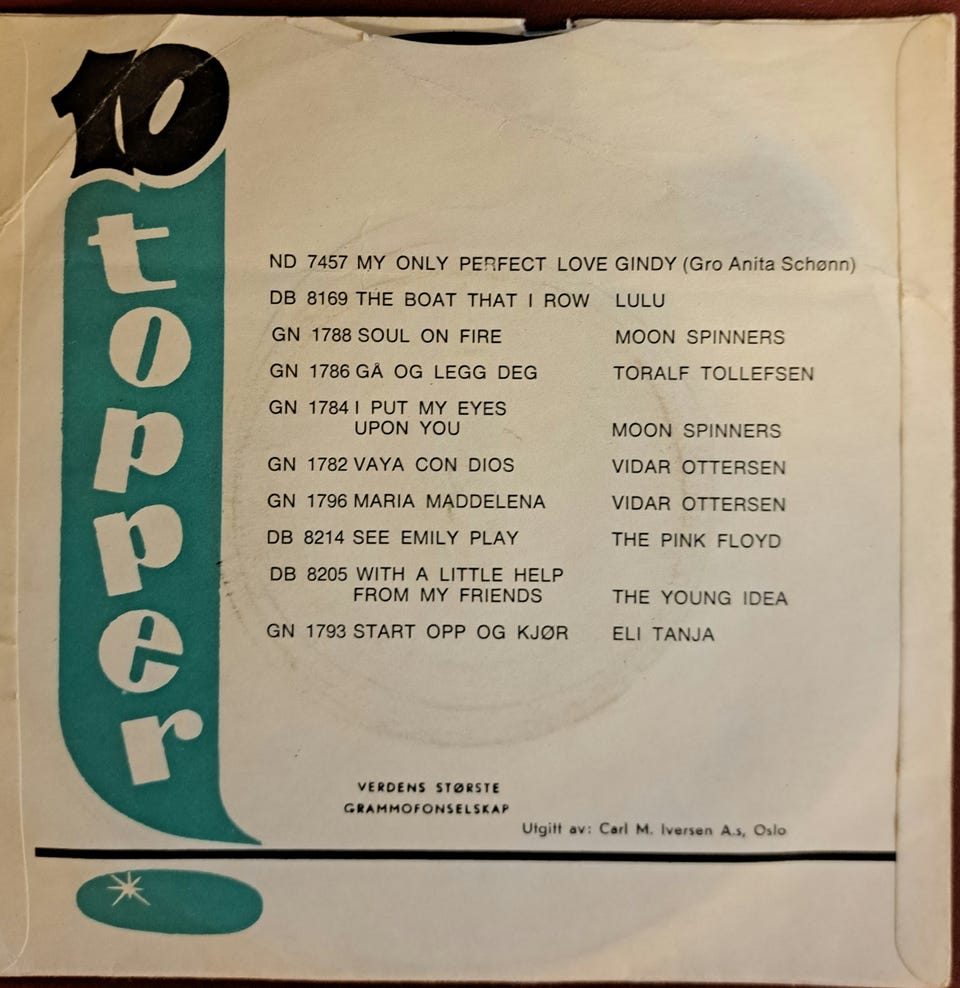 10
topper
ND 7457 MY ONLY PERFECT LOVE GINDY (Gro Anita Schønn)
DB 8169 THE BOAT THAT I ROW LULU
GN 1788 SOUL ON FIRE MOON SPINNERS
GN 1786 GÅ OG LEGG DEG TORALF TOLLEFSEN
GN 1784 I PUT MY EYES
UPON YOU MOON SPINNERS
GN 1782 VAYA CON DIOS VIDAR OTTERSEN
GN 1796 MARIA MADDELENA VIDAR OTTERSEN
DB 8214 SEE EMILY PLAY THE PINK FLOYD
DB 8205 WITH A LITTLE HELP
FROM MY FRIENDS THE YOUNG IDEA
GN 1793 START OPP OG KJØR ELI TANJA
VERDENS STØRSTE
GRAMMOFONSELSKAP
Utgitt av: Carl M. Iversen A.s, Oslo